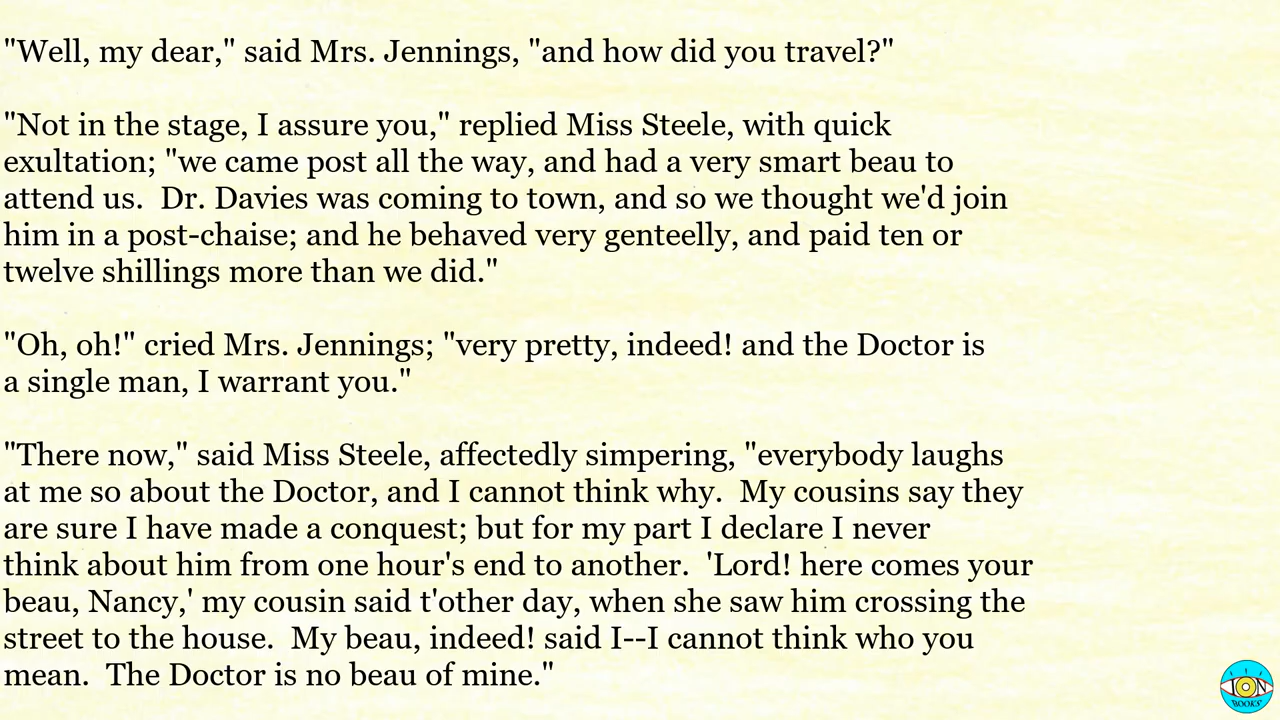 "Well, my dear," said Mrs. Jennings, "and how did you travel?"
"Not in the stage, I assure you," replied Miss Steele, with quick
exultation; "we came post all the way, and had a very smart beau to
attend us.  Dr. Davies was coming to town, and so we thought we'd join
him in a post-chaise; and he behaved very genteelly, and paid ten or
twelve shillings more than we did."
"Oh, oh!" cried Mrs. Jennings; "very pretty, indeed! and the Doctor is
a single man, I warrant you."
"There now," said Miss Steele, affectedly simpering, "everybody laughs
at me so about the Doctor, and I cannot think why.  My cousins say they
are sure I have made a conquest; but for my part I declare I never
think about him from one hour's end to another.  'Lord! here comes your
beau, Nancy,' my cousin said t'other day, when she saw him crossing the
street to the house.  My beau, indeed! said I--I cannot think who you
mean.  The Doctor is no beau of mine."
ION
BOOKS